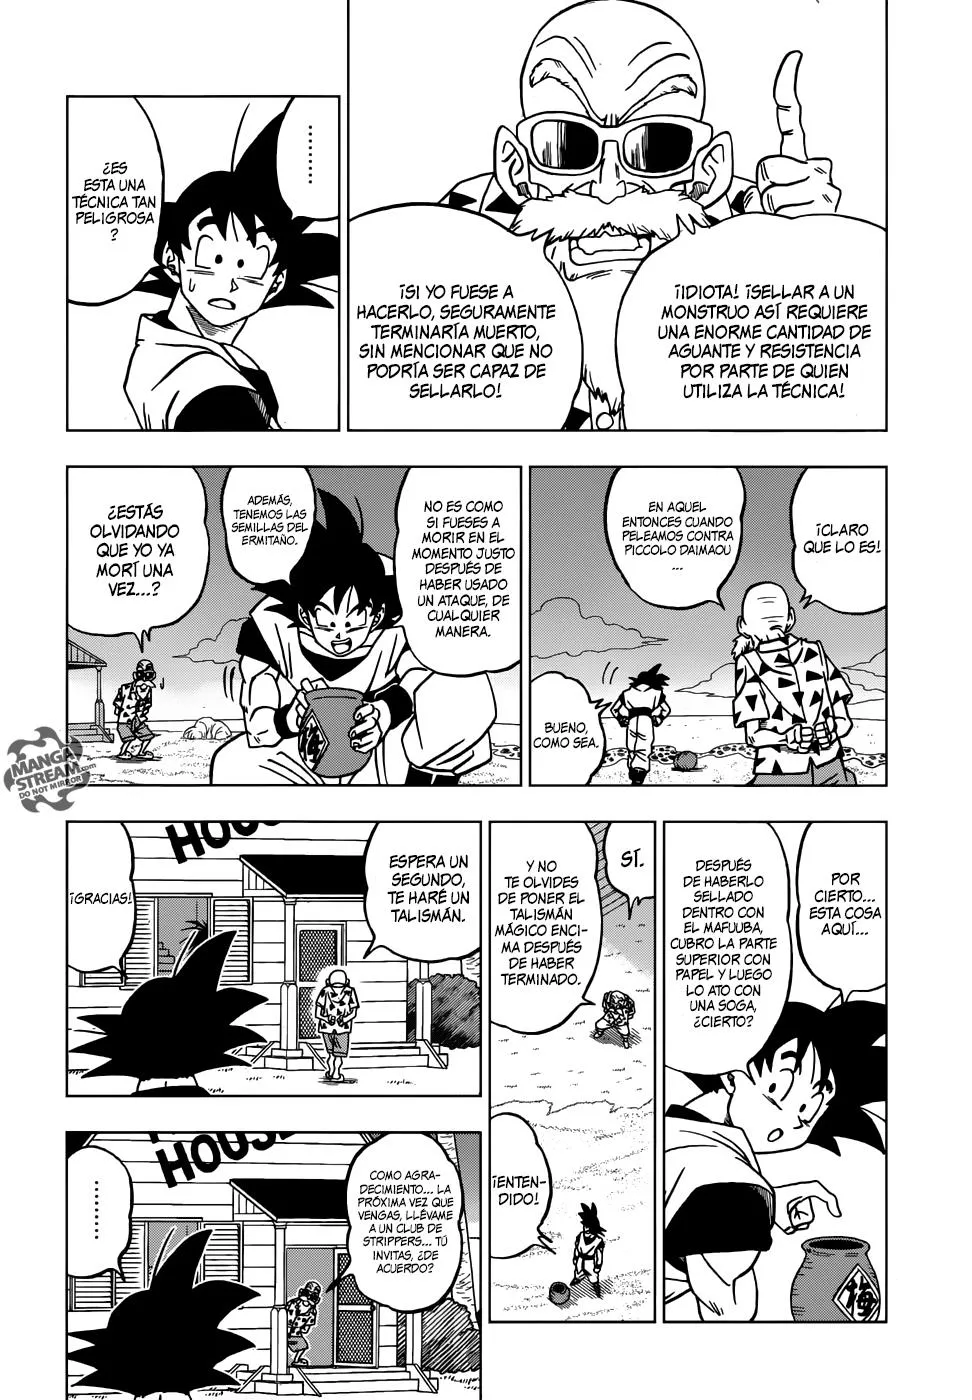 ¡IDIOTA! ¡SELLAR A UN
MONSTRUO ASÍ REQUIERE
UNA ENORME CANTIDAD DE
AGUANTE Y RESISTENCIA
POR PARTE DE QUIEN
UTILIZA LA TÉCNICA!
¡SI YO FUESE A
HACERLO, SEGURAMENTE
TERMINARÍA MUERTO,
SIN MENCIONAR QUE NO
PODRÍA SER CAPAZ DE
SELLARLO!
.........
¿ES
ESTA UNA
TÉCNICA TAN
PELIGROSA
?
¡CLARO
QUE LO ES!
EN AQUEL
ENTONCES CUANDO
PELEAMOS CONTRA
PICCOLO DAIMAOU
...
BUENO,
COMO SEA.
NO ES COMO
SI FUESES A
MORIR EN EL
MOMENTO JUSTO
DESPUÉS DE
HABER USADO
UN ATAQUE, DE
CUALQUIER
MANERA.
ADEMÁS,
TENEMOS LAS
SEMILLAS DEL
ERMITAÑO.
¿ESTÁS
OLVIDANDO
QUE YO YA
MORÍ UNA
VEZ...?
MANGA
STREAM.com
DO NOT MIRROR
POR
CIERTO...
ESTA COSA
AQUÍ...
DESPUÉS
DE HABERLO
SELLADO
DENTRO CON
EL MAFUUBA,
CUBRO LA PARTE
SUPERIOR CON
PAPEL Y LUEGO
LO ATO CON
UNA SOGA,
¿CIERTO?
梅
SÍ.
Y NO
TE OLVIDES
DE PONER EL
TALISMÁN
MÁGICO ENCI-
MA DESPUÉS
DE HABER
TERMINADO.
¡ENTEN-
DIDO!
HOUSE
ESPERA UN
SEGUNDO,
TE HARÉ UN
TALISMÁN.
¡GRACIAS!
HOUSE
COMO AGRA-
DECIMIENTO... LA
PRÓXIMA VEZ QUE
VENGAS, LLÉVAME
A UN CLUB DE
STRIPPERS... TÚ
INVITAS, ¿DE
ACUERDO?
......